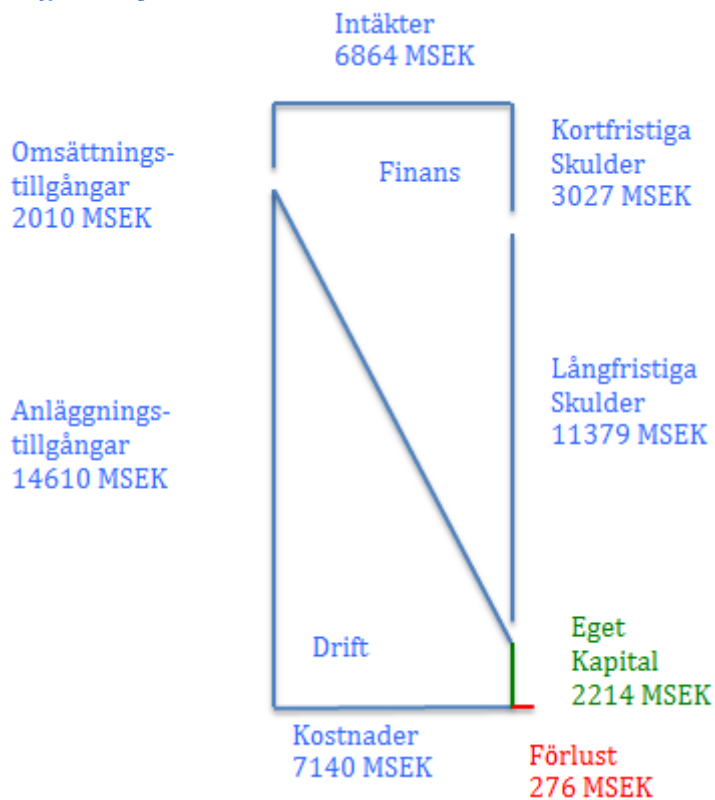 Intäkter
6864 MSEK
Omsättnings-
tillgångar
2010 MSEK
Finans
Kortfristiga
Skulder
3027 MSEK
Anläggnings-
tillgångar
14610 MSEK
Långfristiga
Skulder
11379 MSEK
Drift
Eget
Kapital
2214 MSEK
Kostnader
7140 MSEK
Förlust
276 MSEK